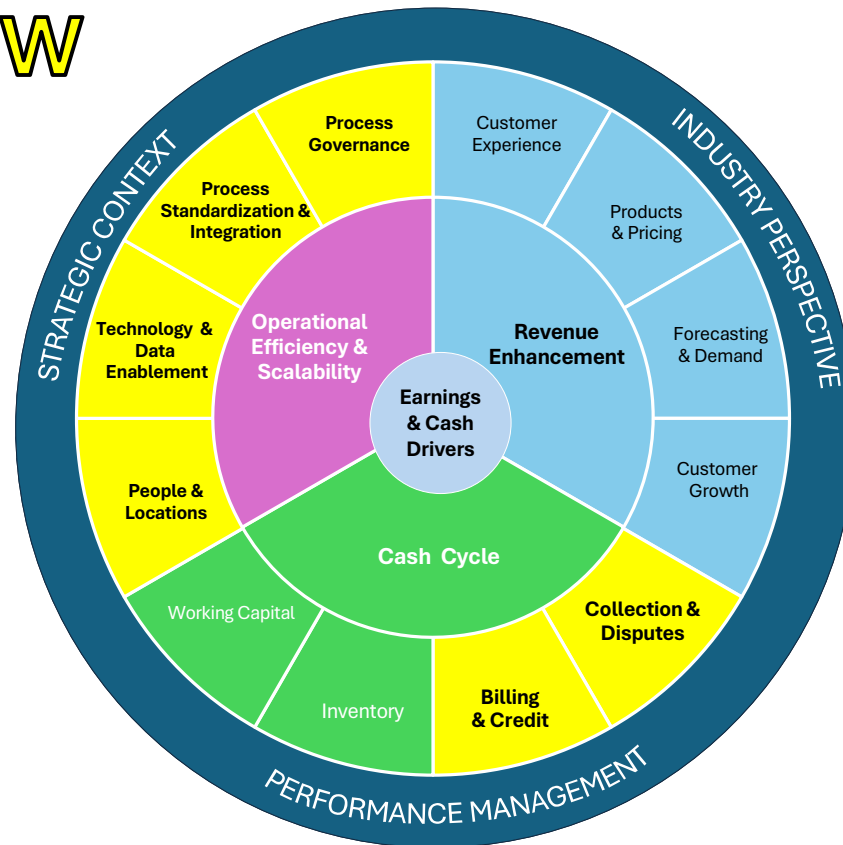 W
STRATEGIC CONTEXT
INDUSTRY PERSPECTIVE
PERFORMANCE MANAGEMENT
Process
Governance
Customer
Experience
Process
Standardization &
Integration
Products
& Pricing
Technology &
Data
Enablement
Forecasting
& Demand
People &
Locations
Customer
Growth
Working Capital
Inventory
Billing
& Credit
Collection &
Disputes
Operational
Efficiency &
Scalability
Revenue
Enhancement
Cash Cycle
Earnings
& Cash
Drivers